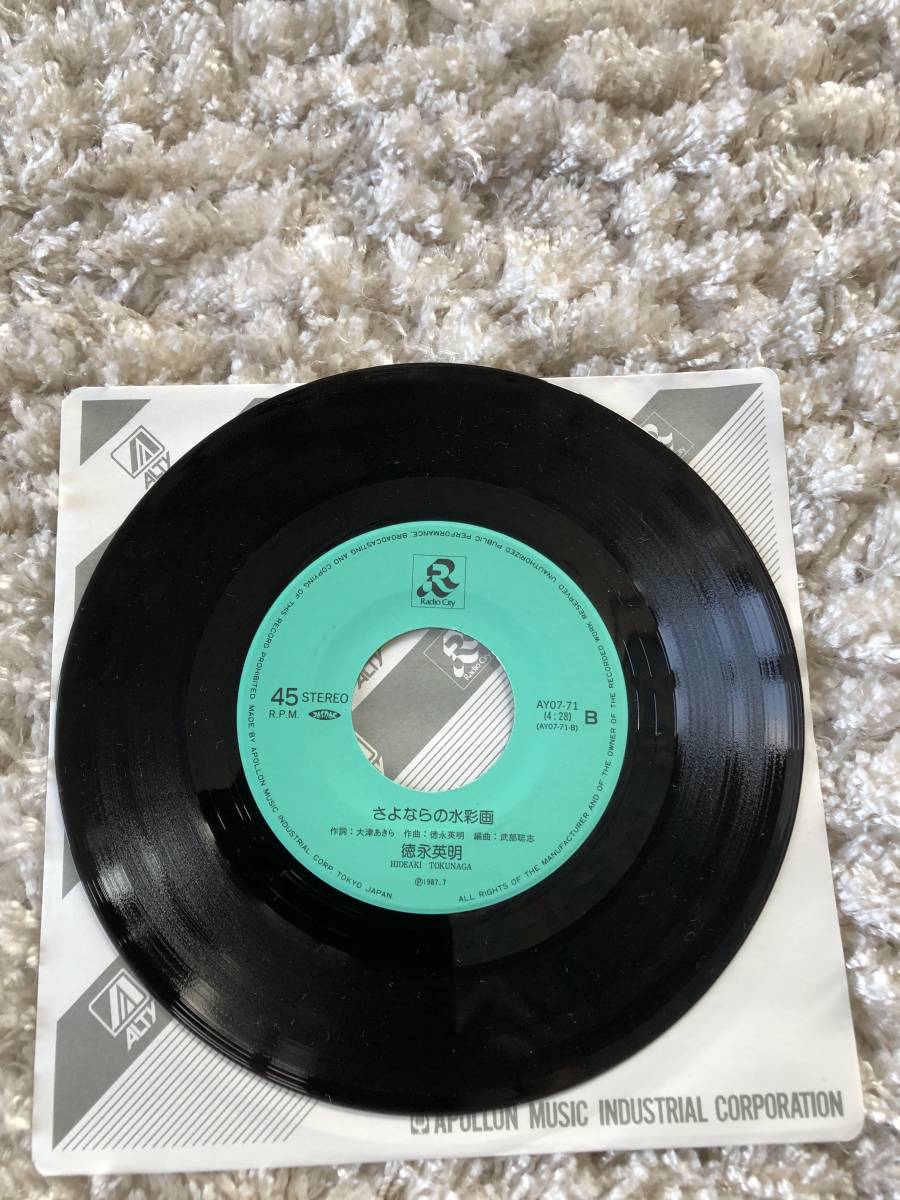 ALTY
R
Radio City
UNAUTHORIZED PUBLIC PERFORMANCE, BROADCASTING AND COPYING OF THIS RECORD PROHIBITED. MADE BY APOLLON MUSIC INDUSTRIAL CORP. TOKYO JAPAN
ALL RIGHTS OF THE MANUFACTURER AND OF THE OWNER OF THE RECORDED WORK RESERVED.
Radio City
45 STEREO
R.P.M.
AY07-71
(4:28) B
(AY07-71-B)
さよならの水彩画
作詞:大津あきら 作曲:徳永英明 編曲:武部聡志
徳永英明
HIDEAKI TOKUNAGA
Ⓟ1987.7
ALTY
APOLLON MUSIC INDUSTRIAL CORPORATION